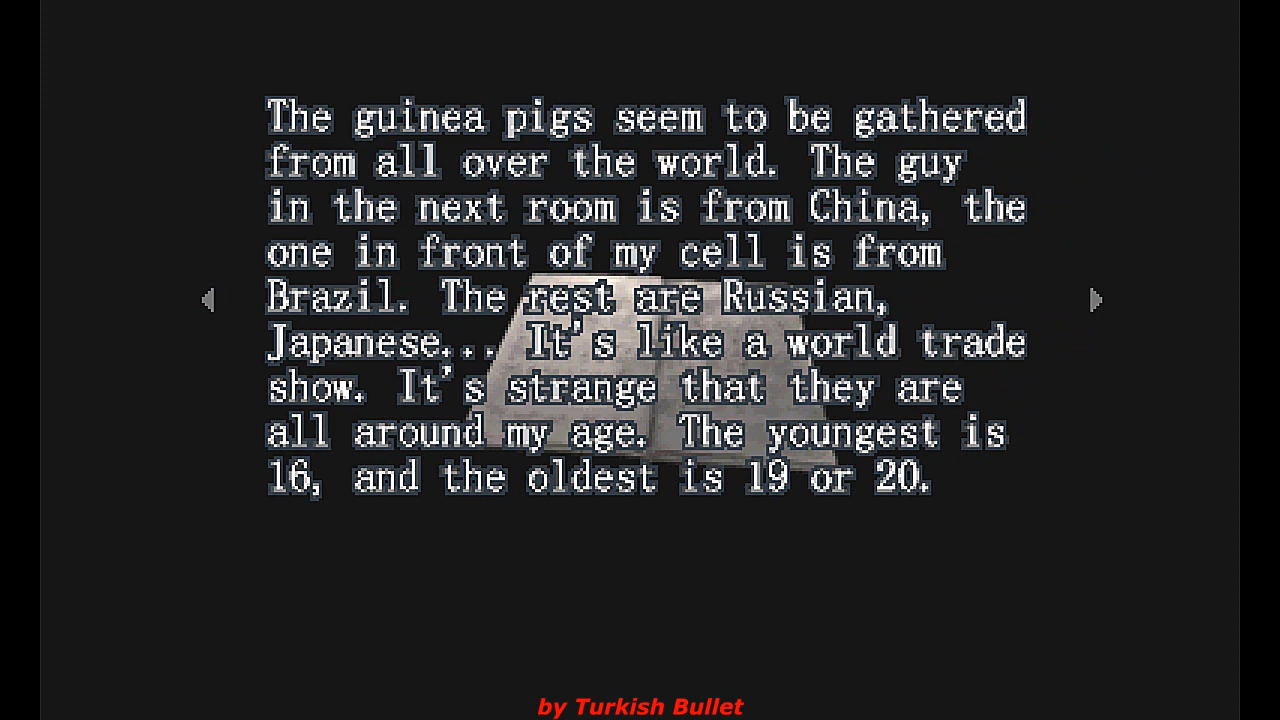 The guinea pigs seem to be gathered
from all over the world. The guy
in the next room is from China, the
one in front of my cell is from
Brazil. The rest are Russian,
Japanese... It's like a world trade
show. It's strange that they are
all around my age. The youngest is
16, and the oldest is 19 or 20.
by Turkish Bullet